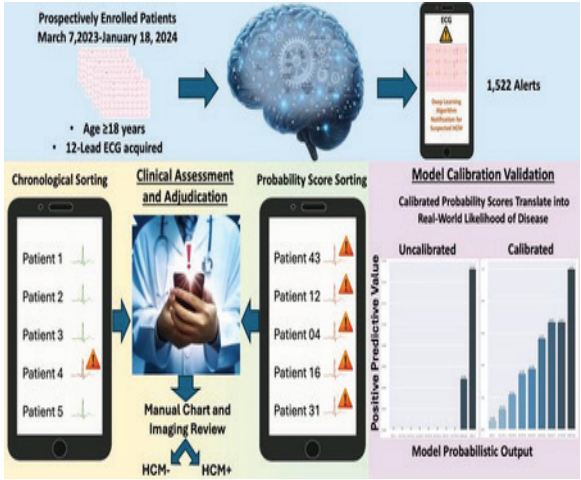 Prospectively Enrolled Patients
March 7,2023-January 18, 2024
• Age ≥18 years
• 12-Lead ECG acquired
ECG
Deep Learning
Algorithm
Notification for
Suspected HCM
1,522 Alerts
Chronological Sorting
Patient 1
Patient 2
Patient 3
Patient 4
Patient 5
Clinical Assessment
and Adjudication
Manual Chart and
Imaging Review
HCM-
HCM+
Probability Score Sorting
Patient 43
Patient 12
Patient 04
Patient 16
Patient 31
Model Calibration Validation
Calibrated Probability Scores Translate into
Real-World Likelihood of Disease
Uncalibrated
Calibrated
Positive Predictive Value
Model Probabilistic Output